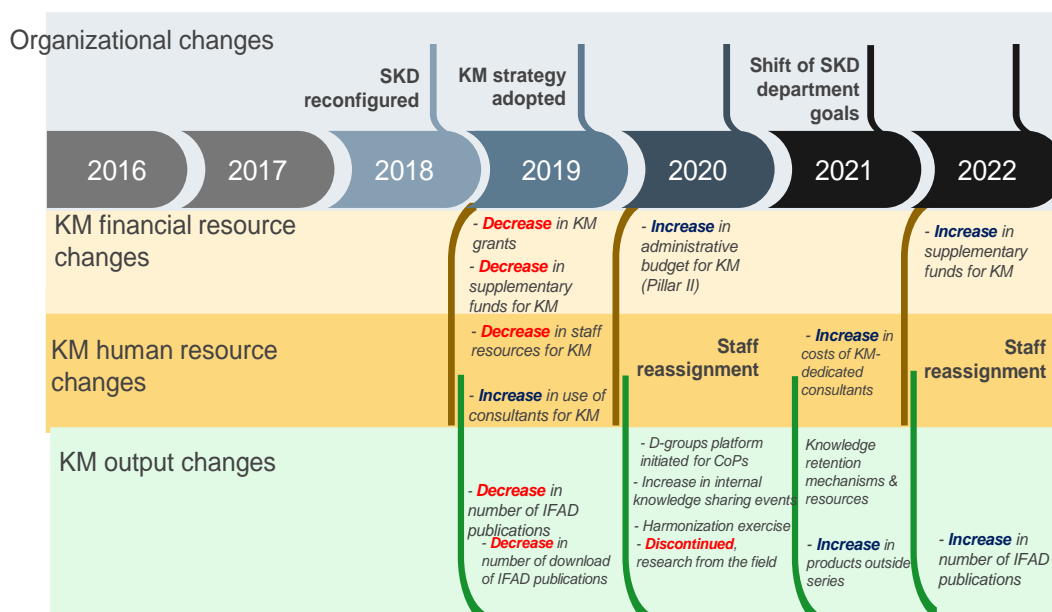 Organizational changes
SKD
reconfigured
KM strategy
adopted
Shift of SKD
department
goals
2016
2017
2018
2019
2020
2021
2022
KM financial resource
changes
- Decrease in KM
grants
- Decrease in
supplementary
funds for KM
- Increase in
administrative
budget for KM
(Pillar II)
- Increase in
supplementary
funds for KM
KM human resource
changes
- Decrease in staff
resources for KM
- Increase in use of
consultants for KM
Staff
reassignment
- Increase in
costs of KM-
dedicated
consultants
Staff
reassignment
KM output changes
- Decrease in
number of IFAD
publications
- Decrease in
number of download
of IFAD publications
- D-groups platform
initiated for CoPs
- Increase in internal
knowledge sharing events
- Harmonization exercise
- Discontinued,
research from the field
Knowledge
retention
mechanisms &
resources
- Increase in
products outside
series
- Increase in
number of IFAD
publications